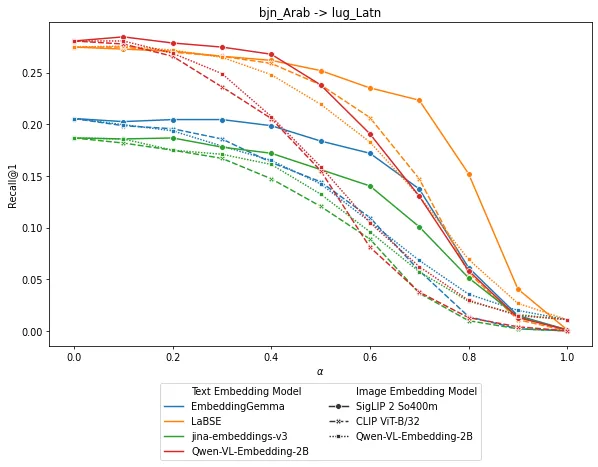 bjn_Arab -> lug_Latn
Recall@1
0.25
0.20
0.15
0.10
0.05
0.00
0.0 0.2 0.4 0.6 0.8 1.0
α
Text Embedding Model Image Embedding Model
EmbeddingGemma SigLIP 2 So400m
LaBSE CLIP ViT-B/32
jina-embeddings-v3 Qwen-VL-Embedding-2B
Qwen-VL-Embedding-2B